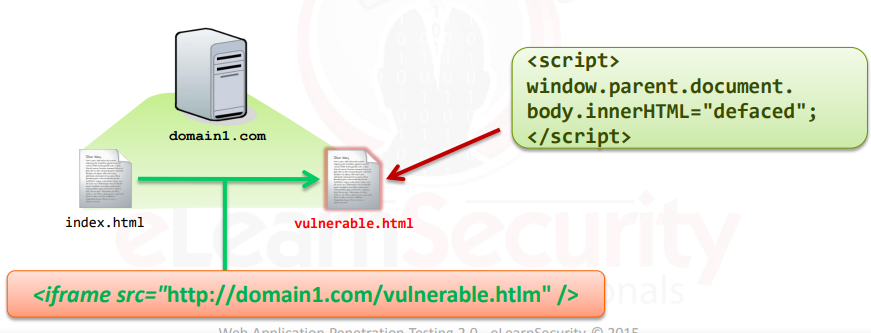 <script>
window.parent.document.
body.innerHTML="defaced";
</script>
domain1.com
index.html
vulnerable.html
<iframe src="http://domain1.com/vulnerable.htlm" />
eLearnSecurity
Web Application Penetration Testing 2.0 - eLearnSecurity © 2015